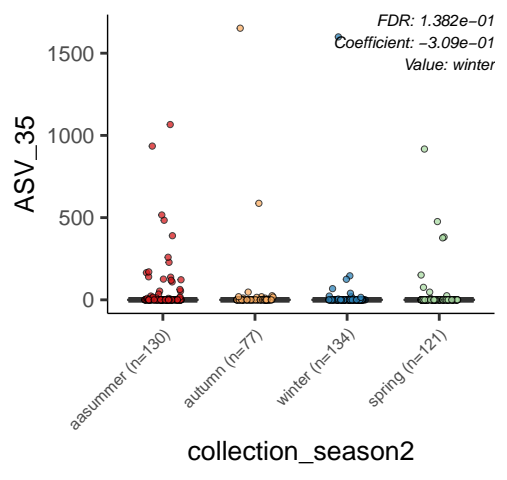 FDR: 1.382e−01
Coefficient: −3.09e−01
Value: winter
ASV_35
1500
1000
500
0
aasummer (n=130)
autumn (n=77)
winter (n=134)
spring (n=121)
collection_season2